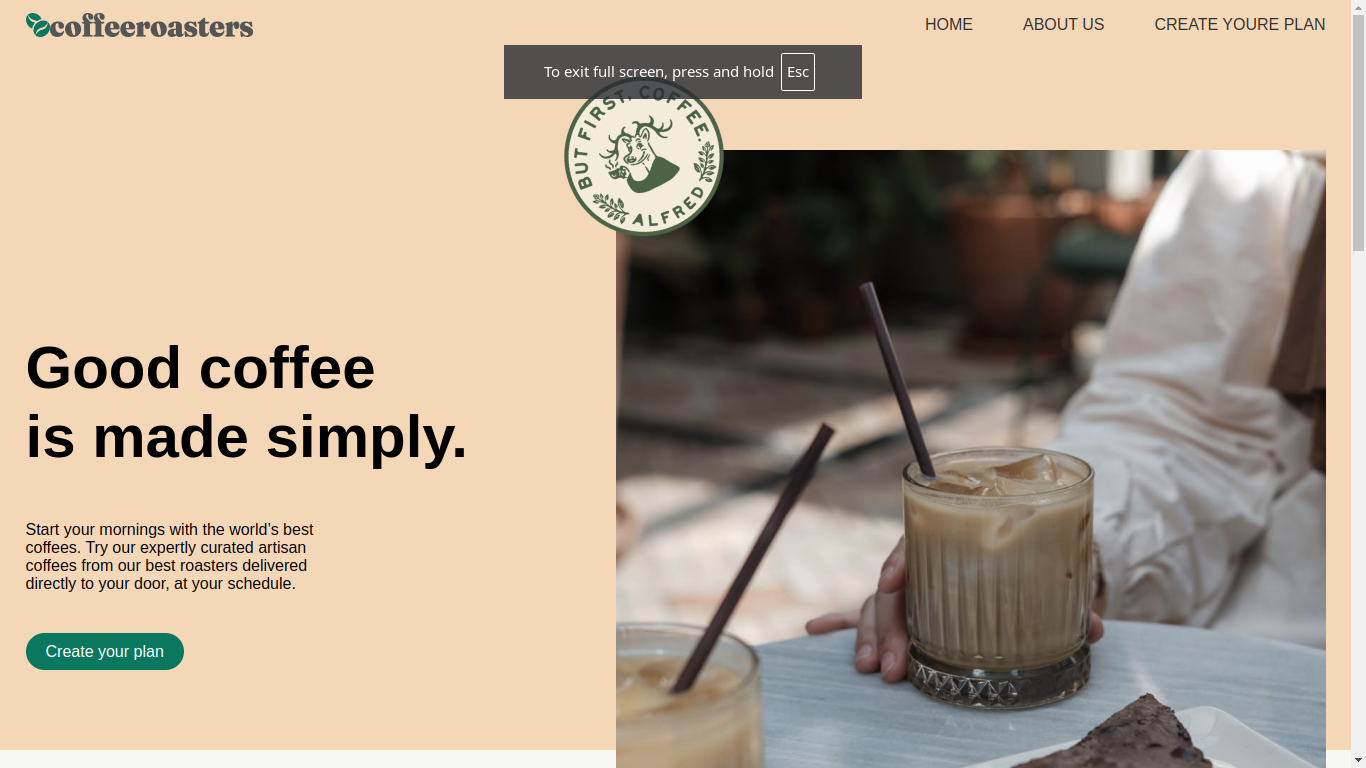 coffeeroasters
HOME
ABOUT US
CREATE YOURE PLAN
To exit full screen, press and hold Esc
BUT FIRST, COFFEE.
ALFRED
Good coffee
is made simply.
Start your mornings with the world’s best
coffees. Try our expertly curated artisan
coffees from our best roasters delivered
directly to your door, at your schedule.
Create your plan